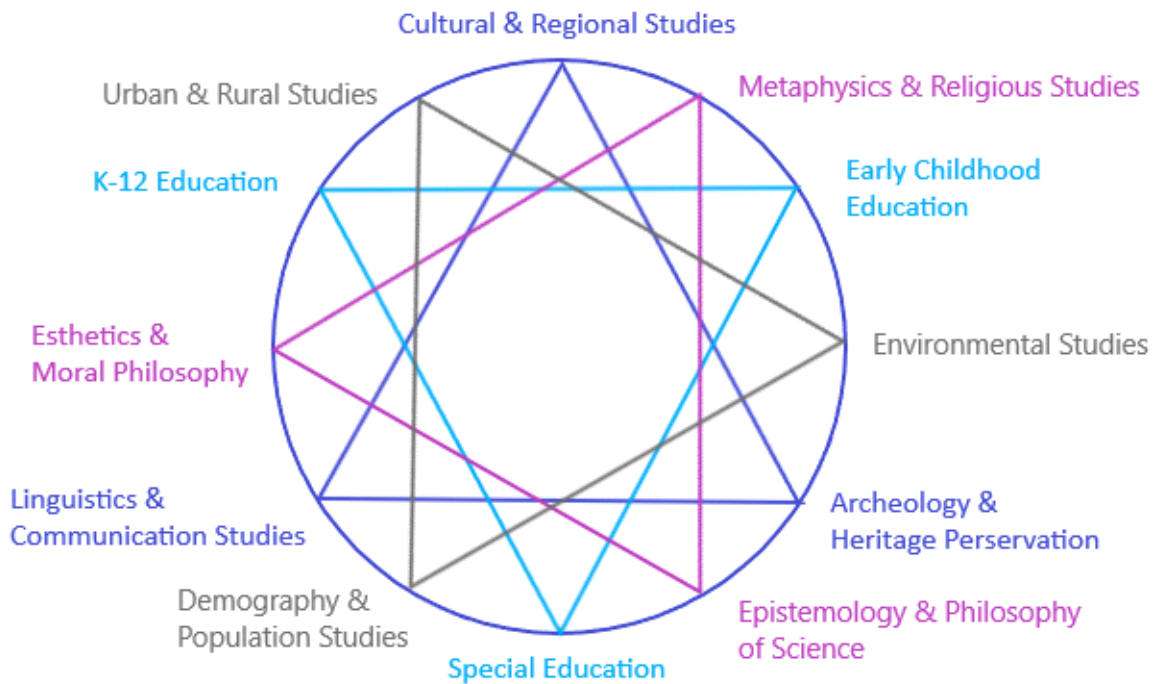 Cultural & Regional Studies
Urban & Rural Studies
Metaphysics & Religious Studies
K-12 Education
Early Childhood
Education
Esthetics &
Moral Philosophy
Environmental Studies
Linguistics &
Communication Studies
Archeology &
Heritage Perservation
Demography &
Population Studies
Epistemology & Philosophy
of Science
Special Education